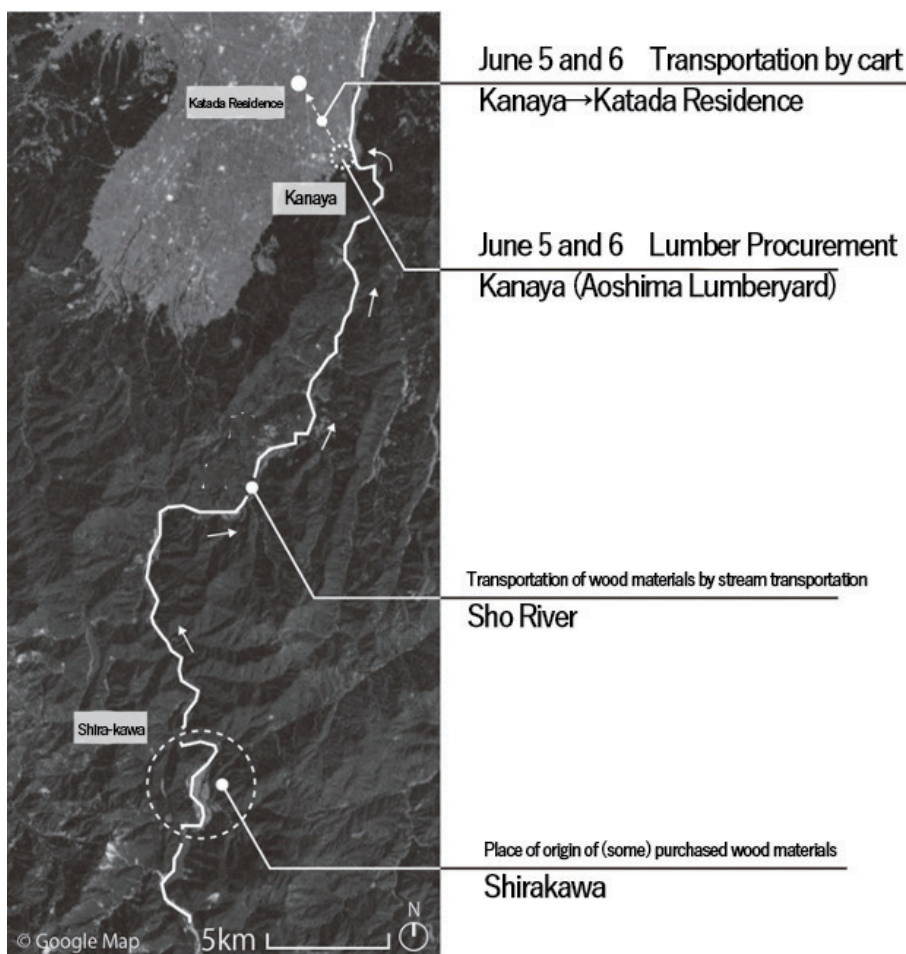 Katada Residence
Kanaya
Shira-kawa
© Google Map
5km
N
June 5 and 6 Transportation by cart
Kanaya→Katada Residence
June 5 and 6 Lumber Procurement
Kanaya (Aoshima Lumberyard)
Transportation of wood materials by stream transportation
Sho River
Place of origin of (some) purchased wood materials
Shirakawa